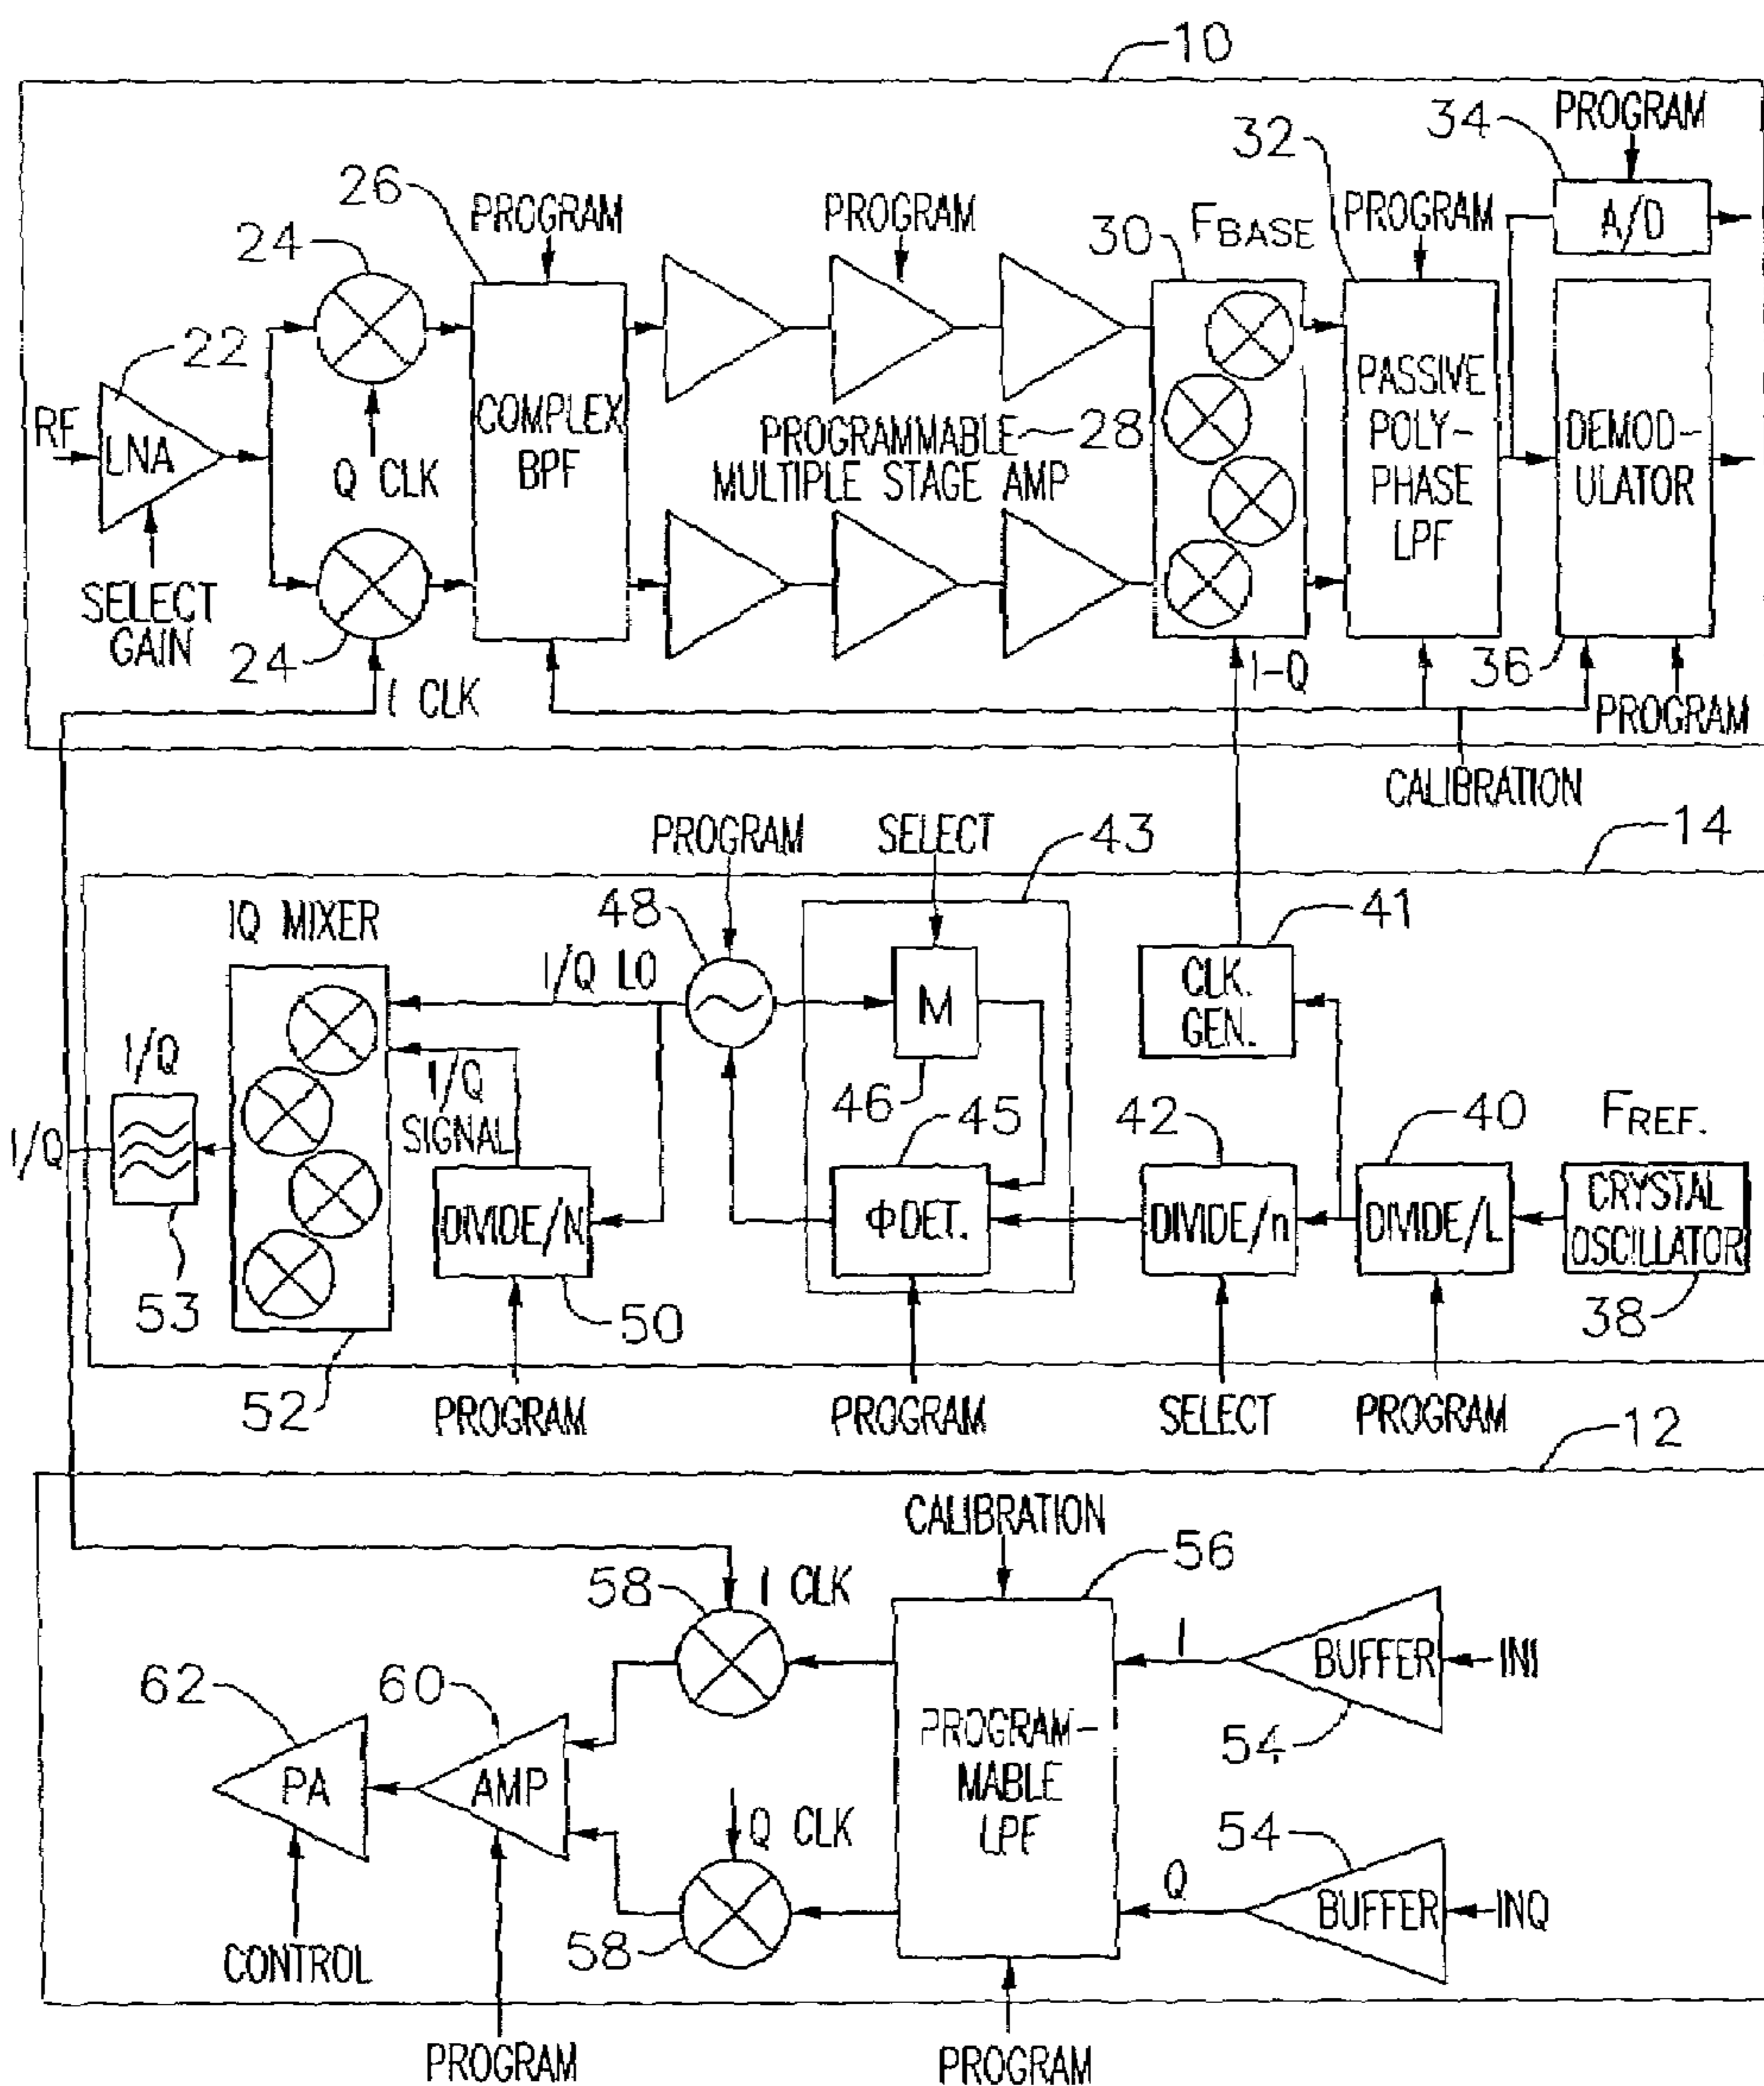 10
PROGRAM
34
32
26
PROGRAM
PROGRAM
30
FBASE
PROGRAM
A/D
24
22
RF
LNA
Q CLK
COMPLEX
BPF
PROGRAMMABLE
28
MULTIPLE STAGE AMP
PASSIVE
POLY-
PHASE
LPF
DEMOD-
ULATOR
SELECT
GAIN
24
I CLK
I-Q
36
PROGRAM
CALIBRATION
14
PROGRAM
SELECT
43
IQ MIXER
48
41
I/Q LO
M
CLK.
GEN.
I/Q
I/Q
SIGNAL
46
45
42
40
FREF.
I/Q
DIVIDE/N
ΦDET.
DIVIDE/n
DIVIDE/L
CRYSTAL
OSCILLATOR
53
50
38
52
PROGRAM
PROGRAM
SELECT
PROGRAM
12
CALIBRATION
56
58
I CLK
I
BUFFER
INI
62
60
54
PROGRAM-
MABLE
LPF
PA
AMP
Q CLK
54
Q
BUFFER
INQ
58
CONTROL
PROGRAM
PROGRAM